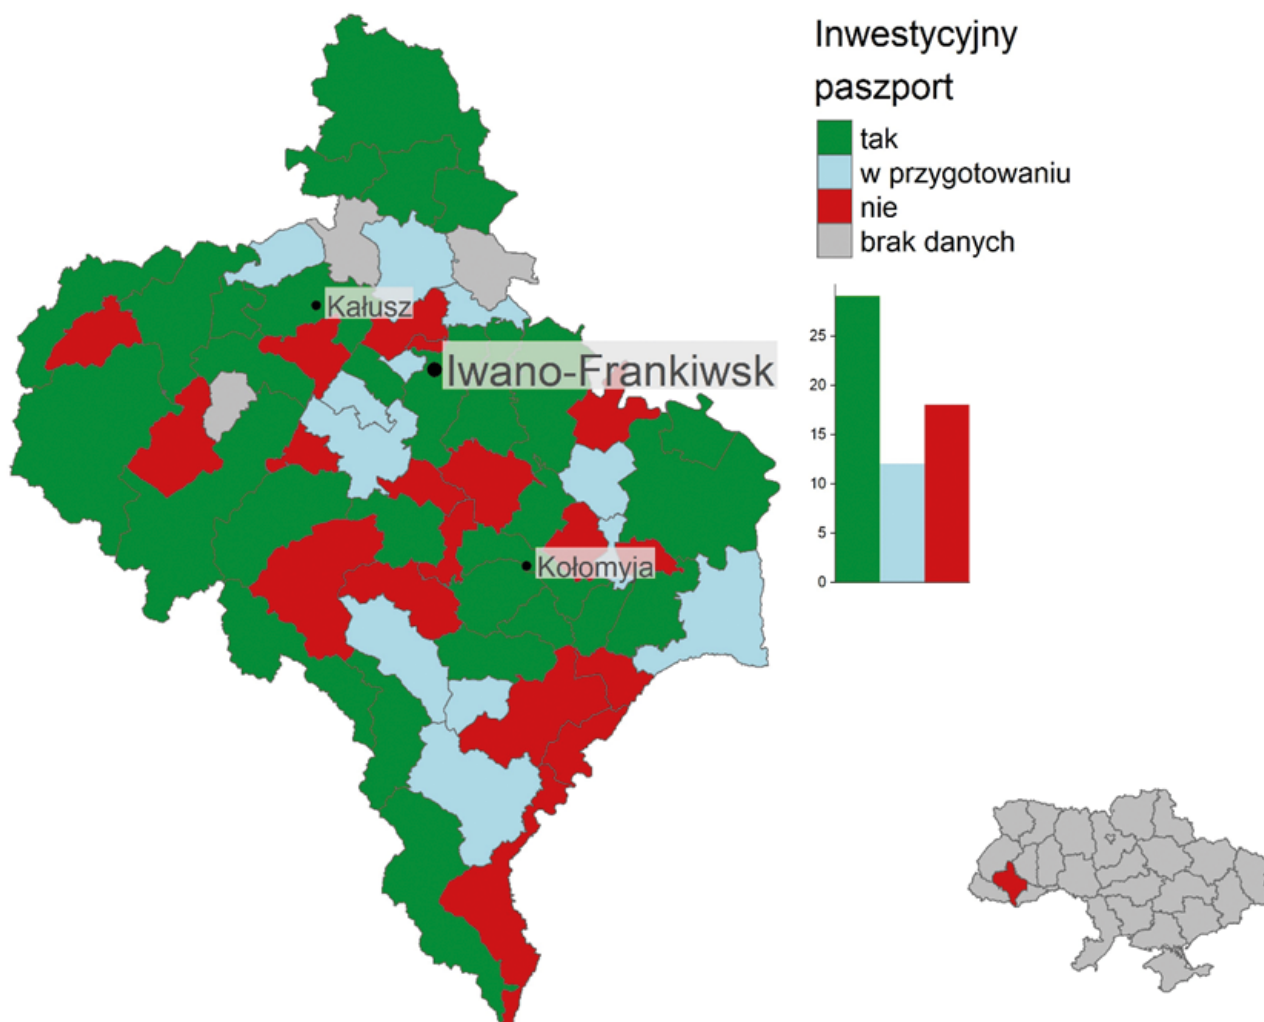 Inwestycyjny
paszport
tak
w przygotowaniu
nie
brak danych
Kałusz
Iwano-Frankiwsk
Kołomyja
25
20
15
10
5
0